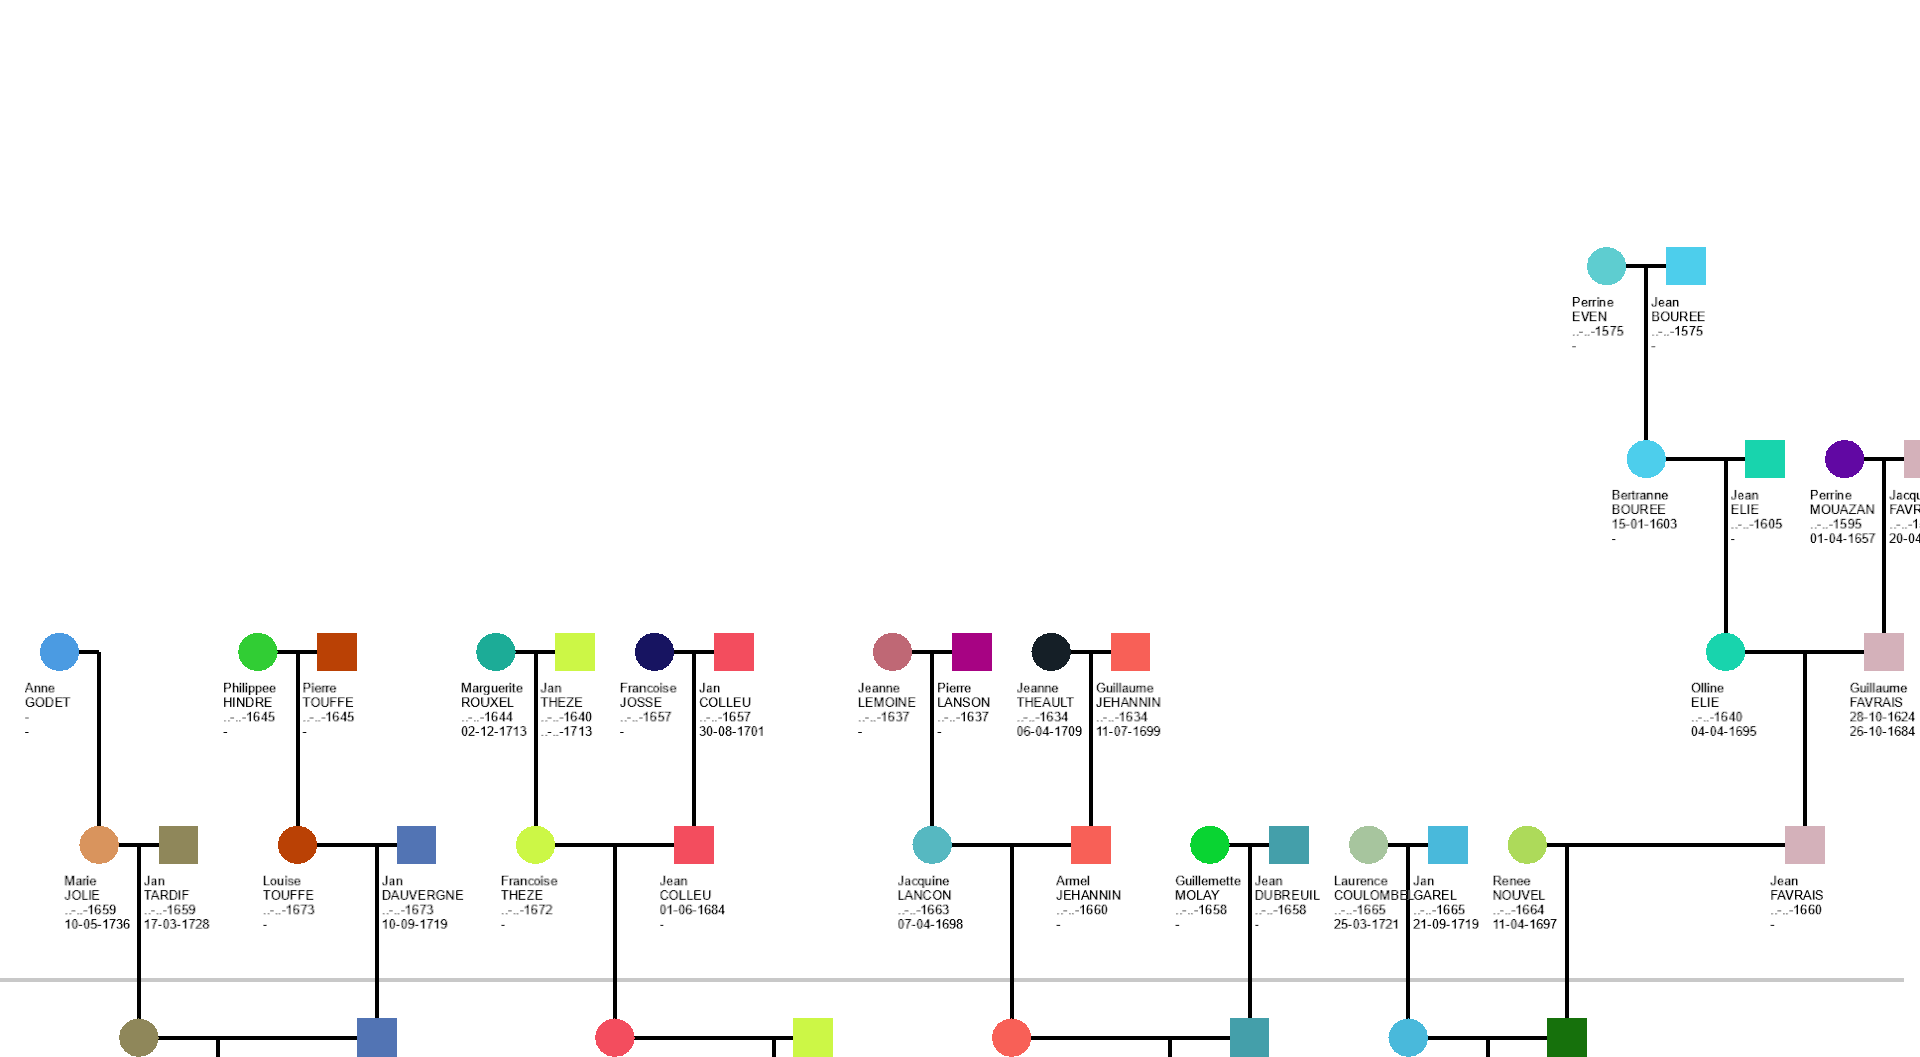 Perrine
EVEN
..-..-1575
-
Jean
BOUREE
..-..-1575
-
Bertranne
BOUREE
15-01-1603
-
Jean
ELIE
..-..-1605
-
Perrine
MOUAZAN
..-..-1595
01-04-1657
Jacqu
FAVR
..-..-1
20-04
Anne
GODET
-
-
Philippee
HINDRE
..-..-1645
-
Pierre
TOUFFE
..-..-1645
-
Marguerite
ROUXEL
..-..-1644
02-12-1713
Jan
THEZE
..-..-1640
..-..-1713
Francoise
JOSSE
..-..-1657
-
Jan
COLLEU
..-..-1657
30-08-1701
Jeanne
LEMOINE
..-..-1637
-
Pierre
LANSON
..-..-1637
-
Jeanne
THEAULT
..-..-1634
06-04-1709
Guillaume
JEHANNIN
..-..-1634
11-07-1699
Olline
ELIE
..-..-1640
04-04-1695
Guillaume
FAVRAIS
28-10-1624
26-10-1684
Marie
JOLIE
..-..-1659
10-05-1736
Jan
TARDIF
..-..-1659
17-03-1728
Louise
TOUFFE
..-..-1673
-
Jan
DAUVERGNE
..-..-1673
10-09-1719
Francoise
THEZE
..-..-1672
-
Jean
COLLEU
01-06-1684
-
Jacquine
LANCON
..-..-1663
07-04-1698
Armel
JEHANNIN
..-..-1660
-
Guillemette
MOLAY
..-..-1658
-
Jean
DUBREUIL
..-..-1658
-
Laurence
COULOMBEL
..-..-1665
25-03-1721
Jan
GAREL
..-..-1665
21-09-1719
Renee
NOUVEL
..-..-1664
11-04-1697
Jean
FAVRAIS
..-..-1660
-